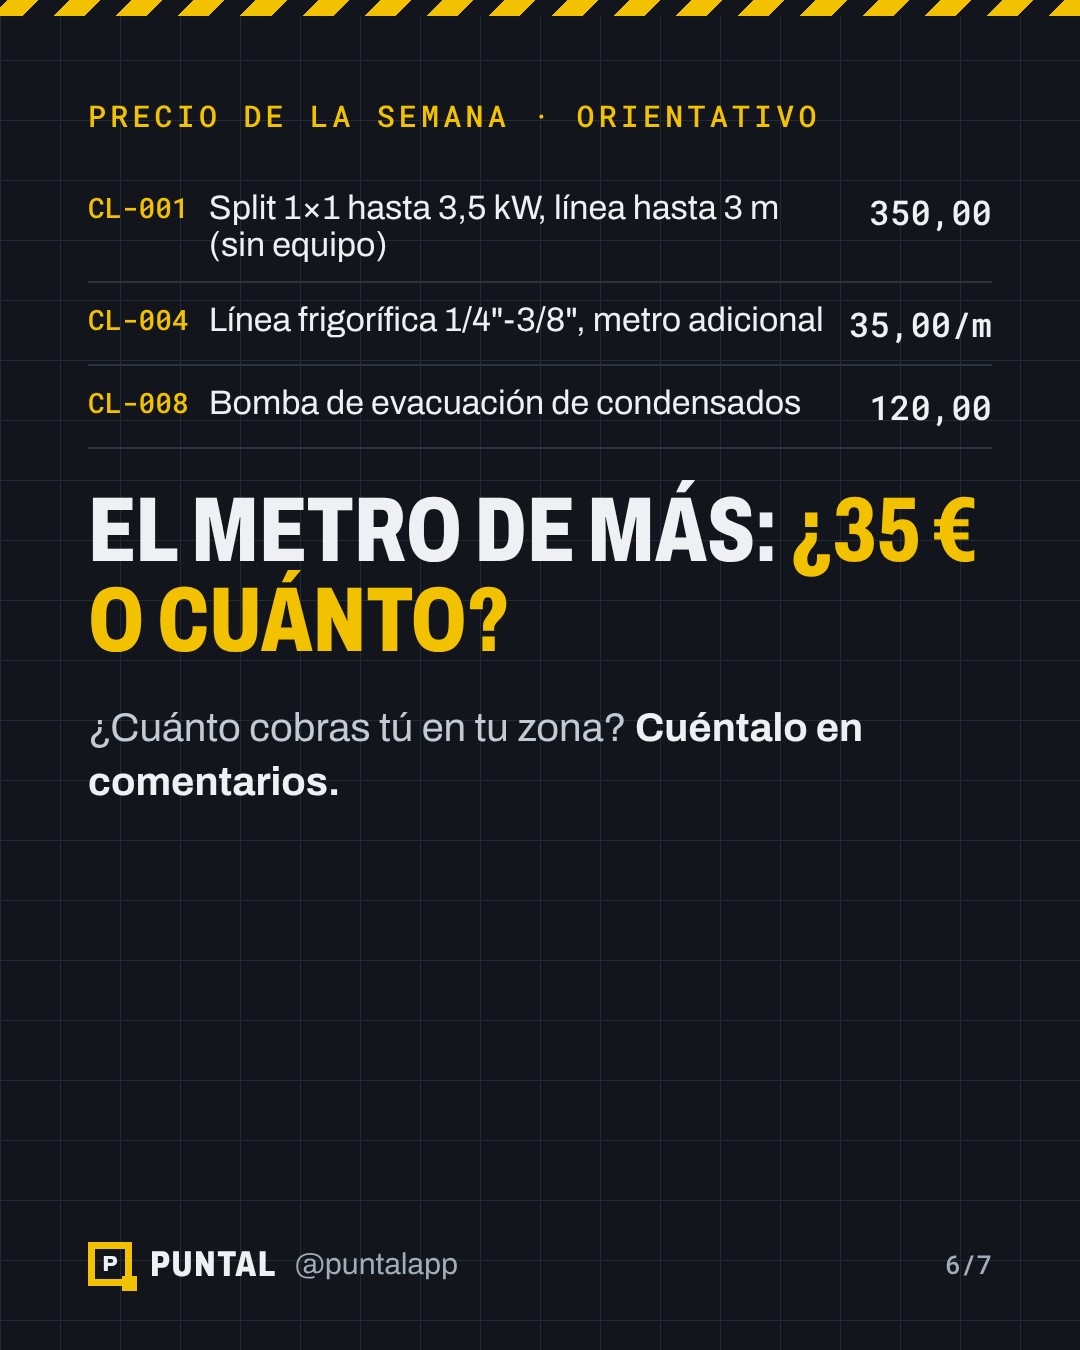 PRECIO DE LA SEMANA · ORIENTATIVO
CL-001 Split 1×1 hasta 3,5 kW, línea hasta 3 m 350,00
(sin equipo)
CL-004 Línea frigorífica 1/4"-3/8", metro adicional 35,00/m
CL-008 Bomba de evacuación de condensados 120,00
EL METRO DE MÁS: ¿35 €
O CUÁNTO?
¿Cuánto cobras tú en tu zona? Cuéntalo en
comentarios.
P PUNTAL @puntalapp 6/7